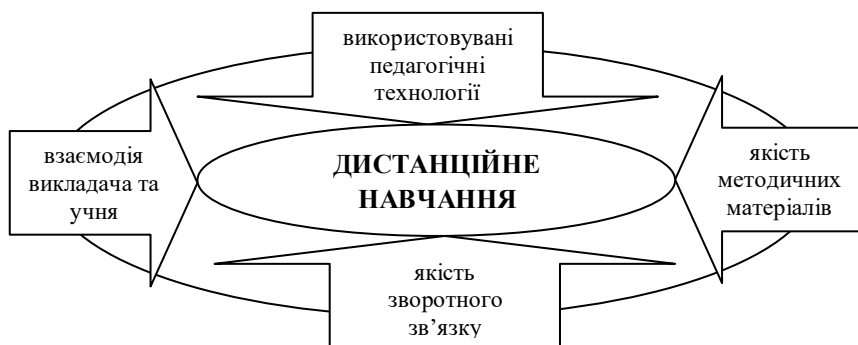 використовувані
педагогічні
технології
взаємодія
викладача та
учня
ДИСТАНЦІЙНЕ
НАВЧАННЯ
якість
методичних
матеріалів
якість
зворотного
зв’язку